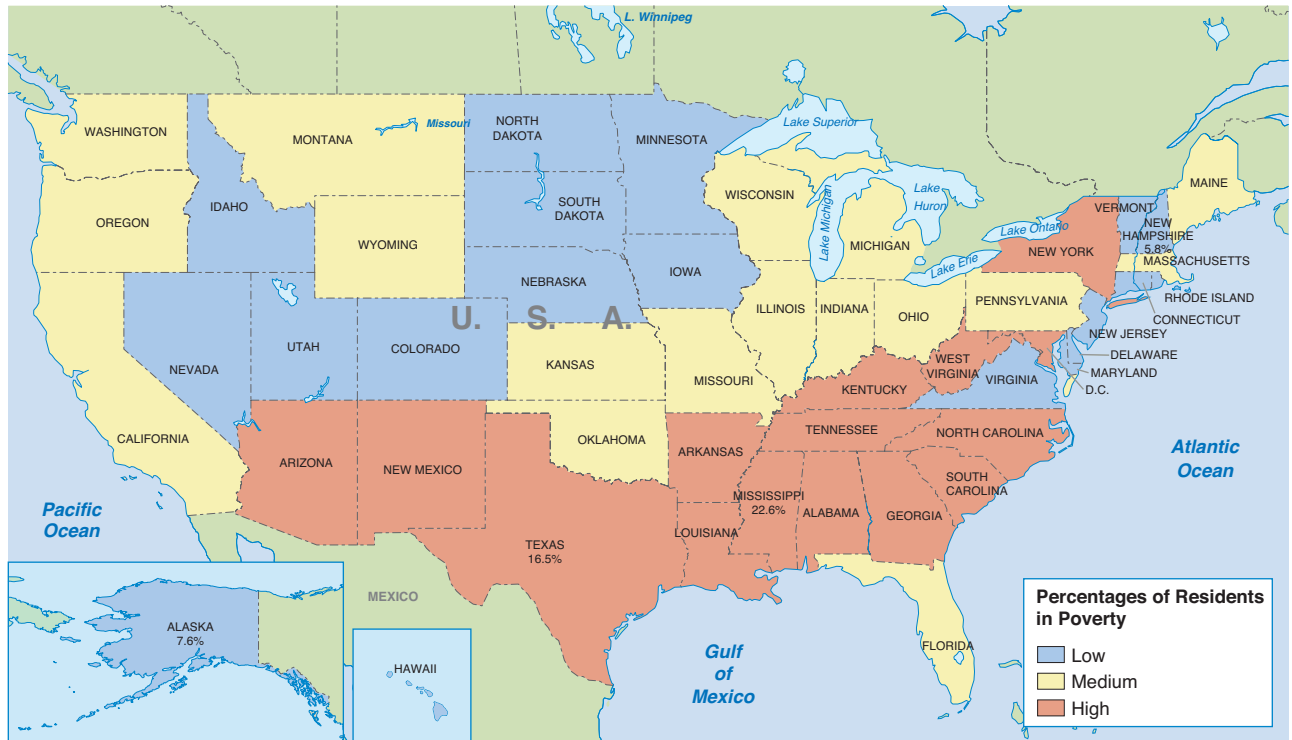 L. Winnipeg
WASHINGTON
MONTANA
Missouri
NORTH
DAKOTA
MINNESOTA
Lake Superior
OREGON
IDAHO
WYOMING
SOUTH
DAKOTA
WISCONSIN
Lake Michigan
Lake
Huron
MICHIGAN
Lake Ontario
Lake Erie
NEW YORK
VERMONT
NEW
HAMPSHIRE
5.8%
MAINE
MASSACHUSETTS
RHODE ISLAND
CONNECTICUT
NEW JERSEY
DELAWARE
MARYLAND
D.C.
NEBRASKA
IOWA
U. S. A.
NEVADA
UTAH
COLORADO
KANSAS
MISSOURI
ILLINOIS
INDIANA
OHIO
PENNSYLVANIA
WEST
VIRGINIA
VIRGINIA
KENTUCKY
CALIFORNIA
ARIZONA
NEW MEXICO
OKLAHOMA
ARKANSAS
TENNESSEE
NORTH CAROLINA
SOUTH
CAROLINA
MISSISSIPPI
22.6%
ALABAMA
GEORGIA
LOUISIANA
TEXAS
16.5%
FLORIDA
Pacific
Ocean
Atlantic
Ocean
MEXICO
Gulf
of
Mexico
ALASKA
7.6%
HAWAII
Percentages of Residents
in Poverty
Low
Medium
High